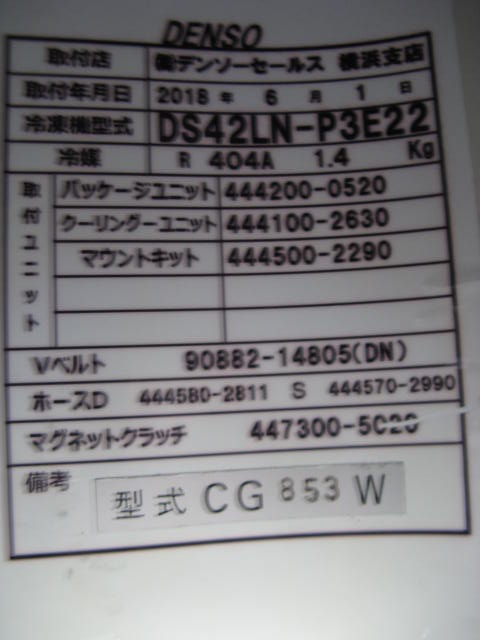 DENSO
取付店 ㈱デンソーセールス 横浜支店
取付年月日 2018 年 6 月 1 日
冷凍機型式 DS42LN-P3E22
冷媒 R 404A 1.4 Kg
取付ユニット
パッケージユニット 444200-0520
クーリングーユニット 444100-2630
マウントキット 444500-2290
Vベルト 90882-14805(DN)
ホースD 444580-2811 S 444570-2990
マグネットクラッチ 447300-5020
備考
型式 CG 853 W